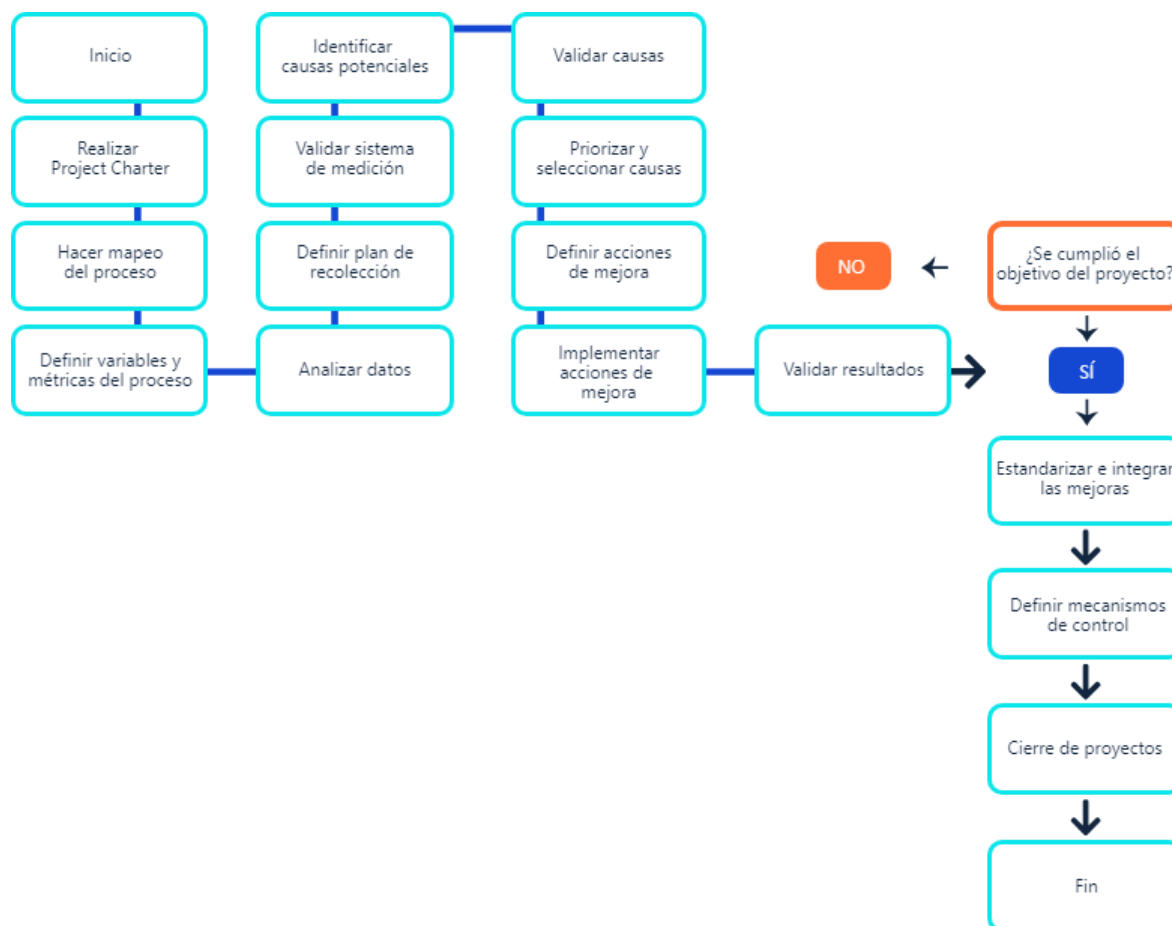 Inicio
Realizar
Project Charter
Hacer mapeo
del proceso
Definir variables y
métricas del proceso
Analizar datos
Definir plan de
recolección
Validar sistema
de medición
Identificar
causas potenciales
Validar causas
Priorizar y
seleccionar causas
Definir acciones
de mejora
Implementar
acciones de
mejora
Validar resultados
¿Se cumplió el
objetivo del proyecto?
NO
SÍ
Estandarizar e integrar
las mejoras
Definir mecanismos
de control
Cierre de proyectos
Fin